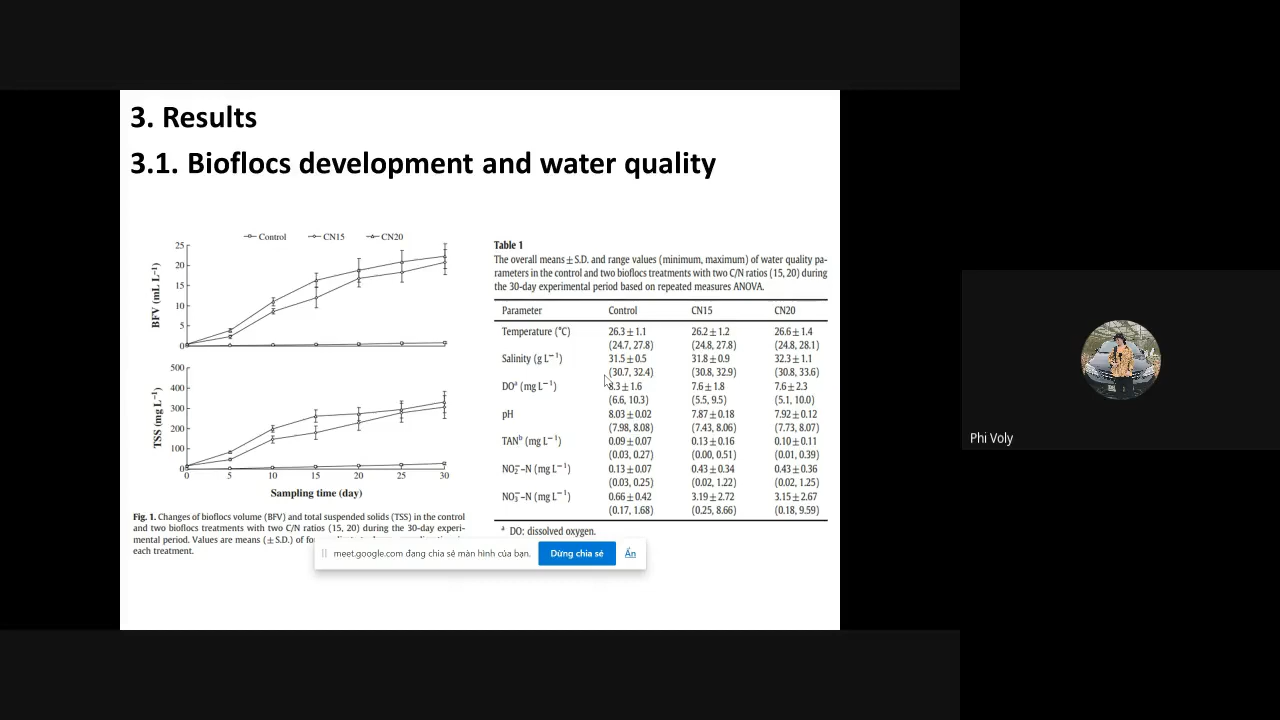 3. Results
3.1. Bioflocs development and water quality
Control CN15 CN20
25
20
15
10
5
0
BFV (mL L⁻¹)
500
400
300
200
100
0
TSS (mg L⁻¹)
0 5 10 15 20 25 30
Sampling time (day)
Fig. 1. Changes of bioflocs volume (BFV) and total suspended solids (TSS) in the control
and two bioflocs treatments with two C/N ratios (15, 20) during the 30-day experi-
mental period. Values are means (± S.D.) of
each treatment.
Table 1
The overall means ± S.D. and range values (minimum, maximum) of water quality pa-
rameters in the control and two bioflocs treatments with two C/N ratios (15, 20) during
the 30-day experimental period based on repeated measures ANOVA.
Parameter Control CN15 CN20
Temperature (°C) 26.3 ± 1.1 26.2 ± 1.2 26.6 ± 1.4
(24.7, 27.8) (24.8, 27.8) (24.8, 28.1)
Salinity (g L⁻¹) 31.5 ± 0.5 31.8 ± 0.9 32.3 ± 1.1
(30.7, 32.4) (30.8, 32.9) (30.8, 33.6)
DOᵃ (mg L⁻¹) 8.3 ± 1.6 7.6 ± 1.8 7.6 ± 2.3
(6.6, 10.3) (5.5, 9.5) (5.1, 10.0)
pH 8.03 ± 0.02 7.87 ± 0.18 7.92 ± 0.12
(7.98, 8.08) (7.43, 8.06) (7.73, 8.07)
TANᵇ (mg L⁻¹) 0.09 ± 0.07 0.13 ± 0.16 0.10 ± 0.11
(0.03, 0.27) (0.00, 0.51) (0.01, 0.39)
NO₂⁻–N (mg L⁻¹) 0.13 ± 0.07 0.43 ± 0.34 0.43 ± 0.36
(0.03, 0.25) (0.02, 1.22) (0.02, 1.25)
NO₃⁻–N (mg L⁻¹) 0.66 ± 0.42 3.19 ± 2.72 3.15 ± 2.67
(0.17, 1.68) (0.25, 8.66) (0.18, 9.59)
ᵃ DO: dissolved oxygen.
meet.google.com đang chia sẻ màn hình của bạn. Dừng chia sẻ Ẩn
Phi Voly